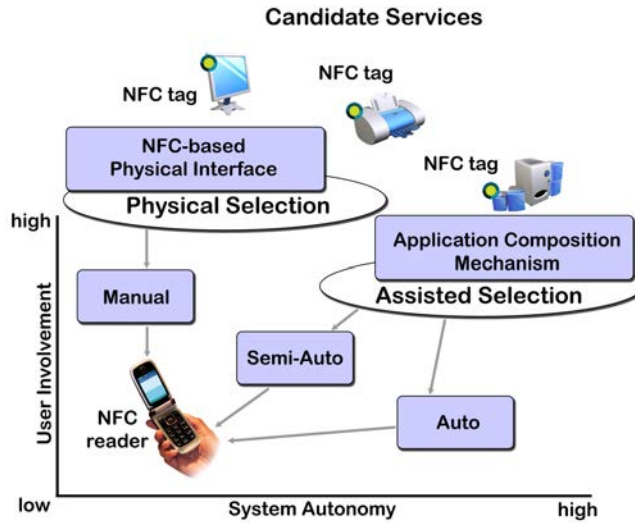 Candidate Services
NFC tag
NFC tag
NFC-based
Physical Interface
NFC tag
Physical Selection
high
Application Composition
Mechanism
Assisted Selection
Manual
Semi-Auto
User Involvement
NFC
reader
Auto
low
System Autonomy
high